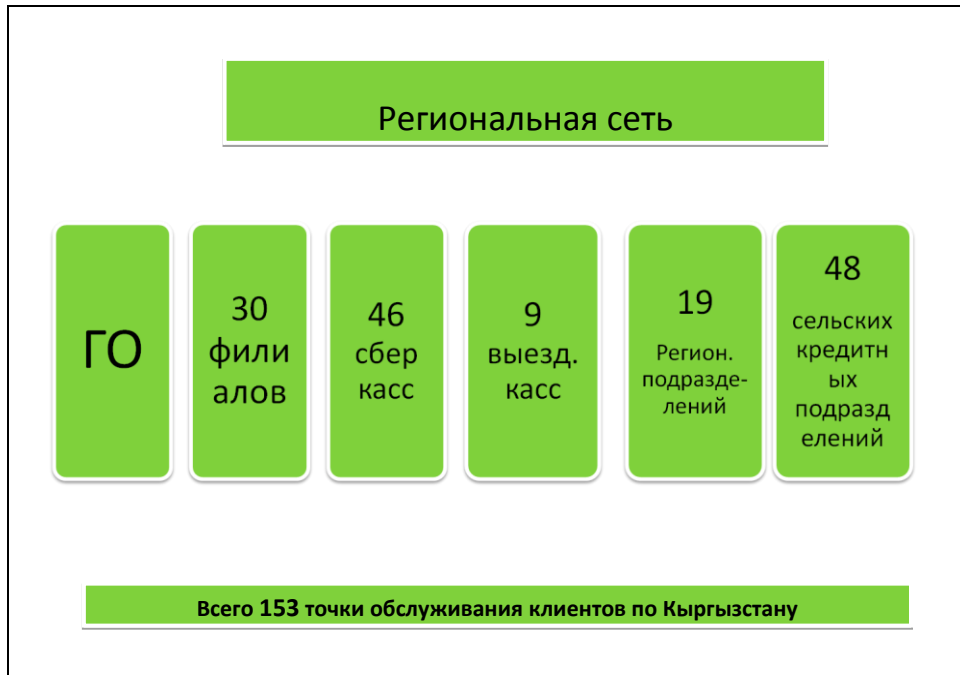 Региональная сеть
ГО
30
фили
алов
46
сбер
касс
9
выезд.
касс
19
Регион.
подразде-
лений
48
сельских
кредитн
ых
подразд
елений
Всего 153 точки обслуживания клиентов по Кыргызстану